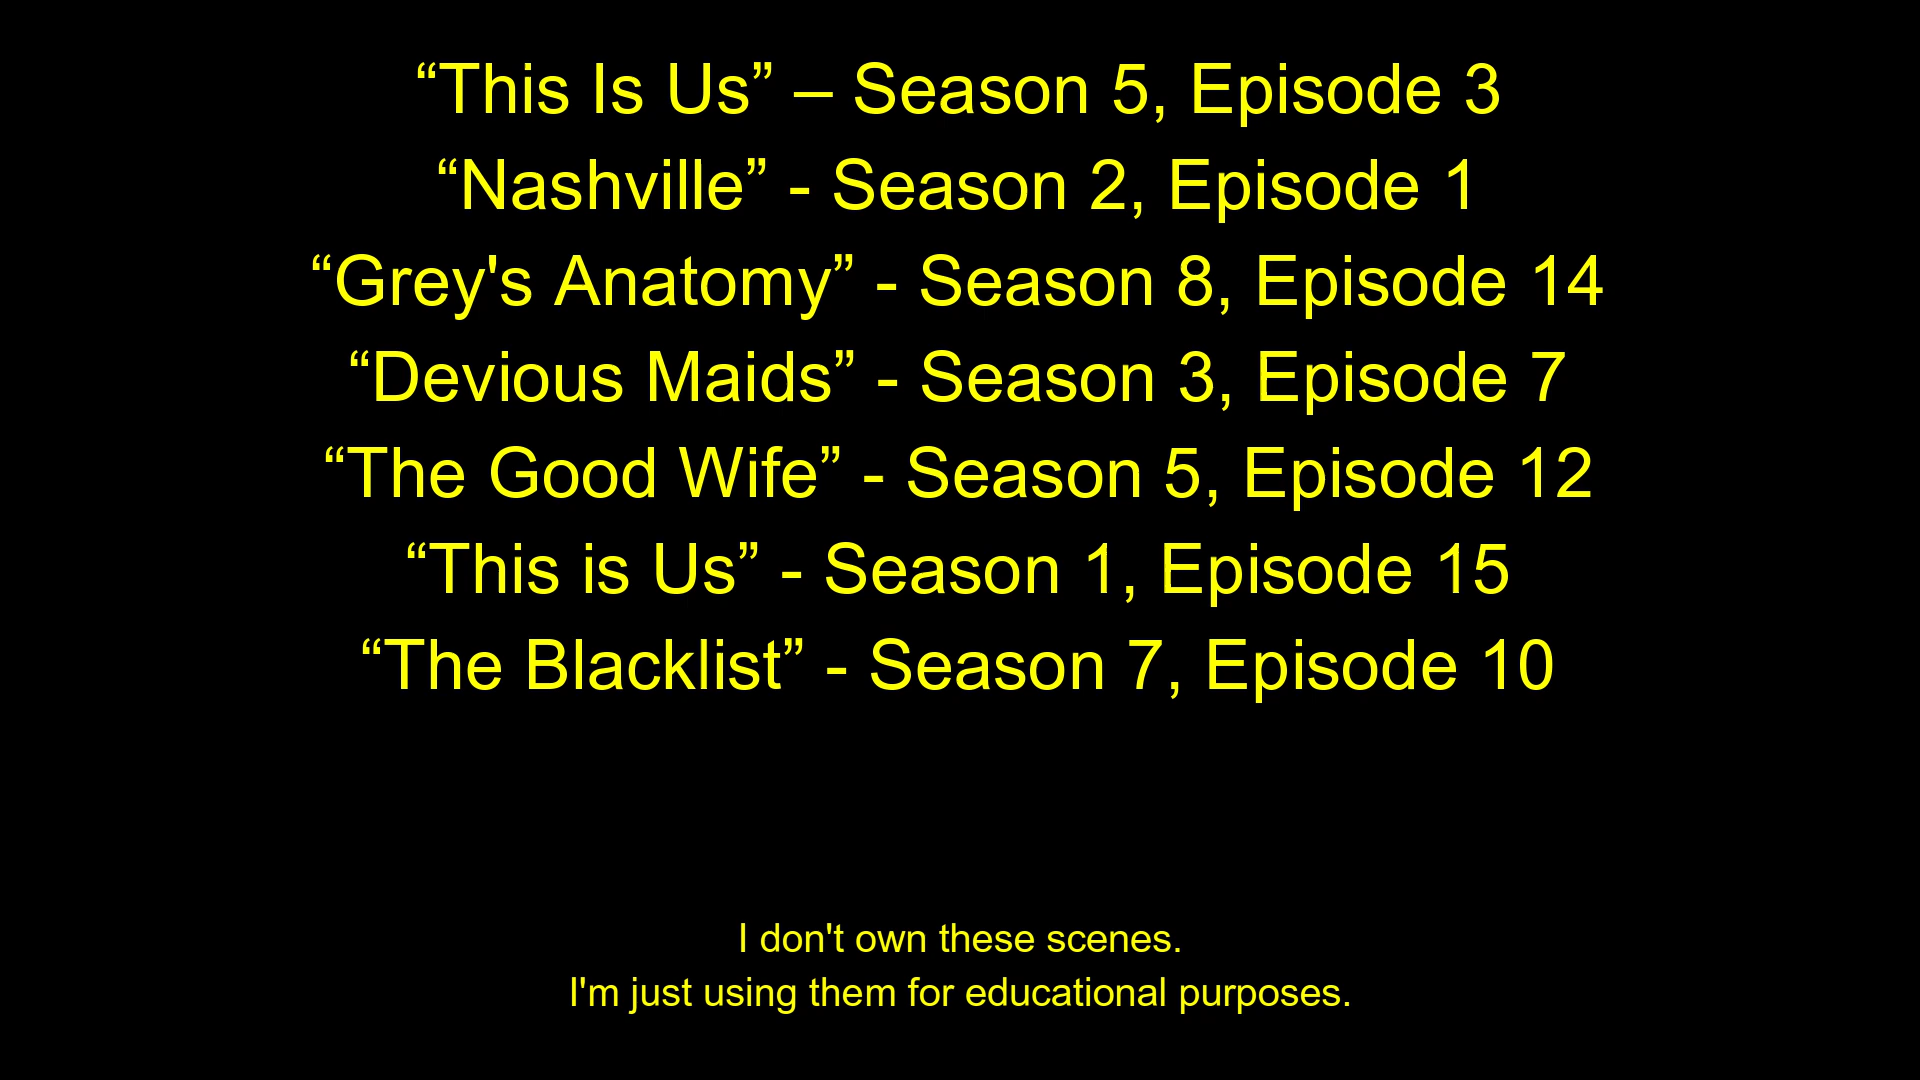 “This Is Us” – Season 5, Episode 3
“Nashville” - Season 2, Episode 1
“Grey's Anatomy” - Season 8, Episode 14
“Devious Maids” - Season 3, Episode 7
“The Good Wife” - Season 5, Episode 12
“This is Us” - Season 1, Episode 15
“The Blacklist” - Season 7, Episode 10
I don't own these scenes.
I'm just using them for educational purposes.